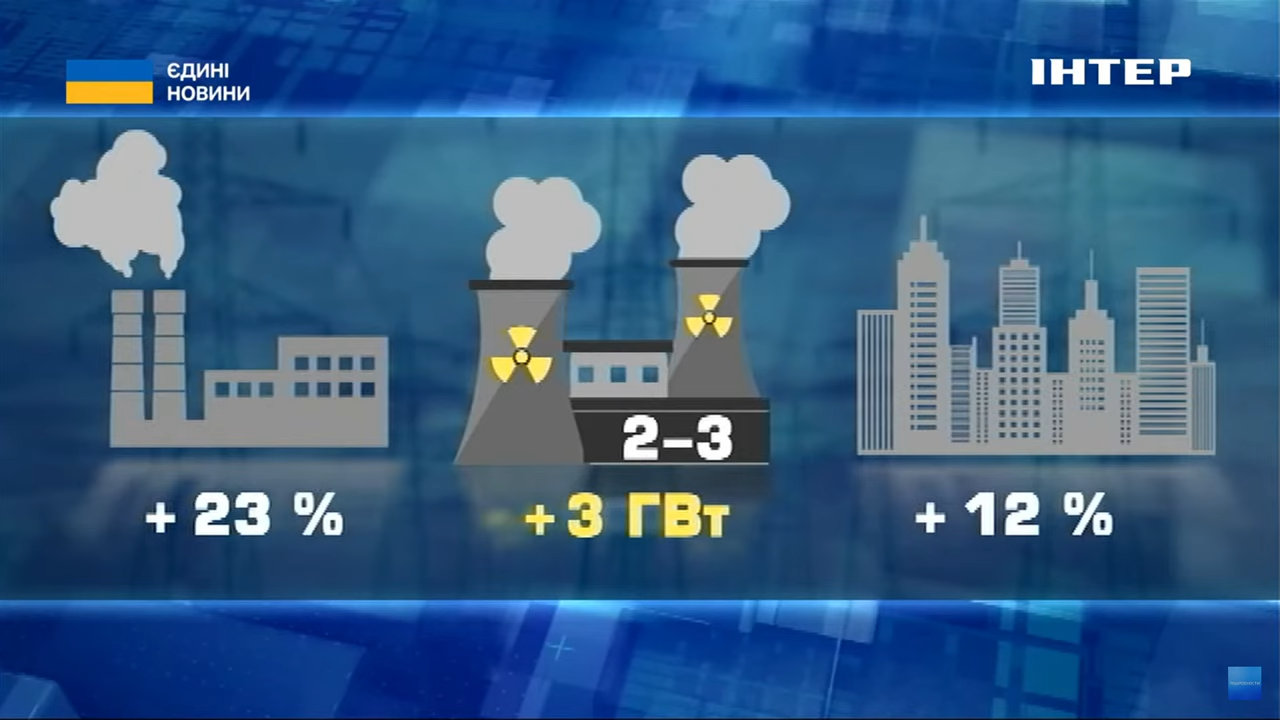 ЄДИНІ
НОВИНИ
ІНТЕР
2–3
+ 23 %
+ 3 ГВт
+ 12 %